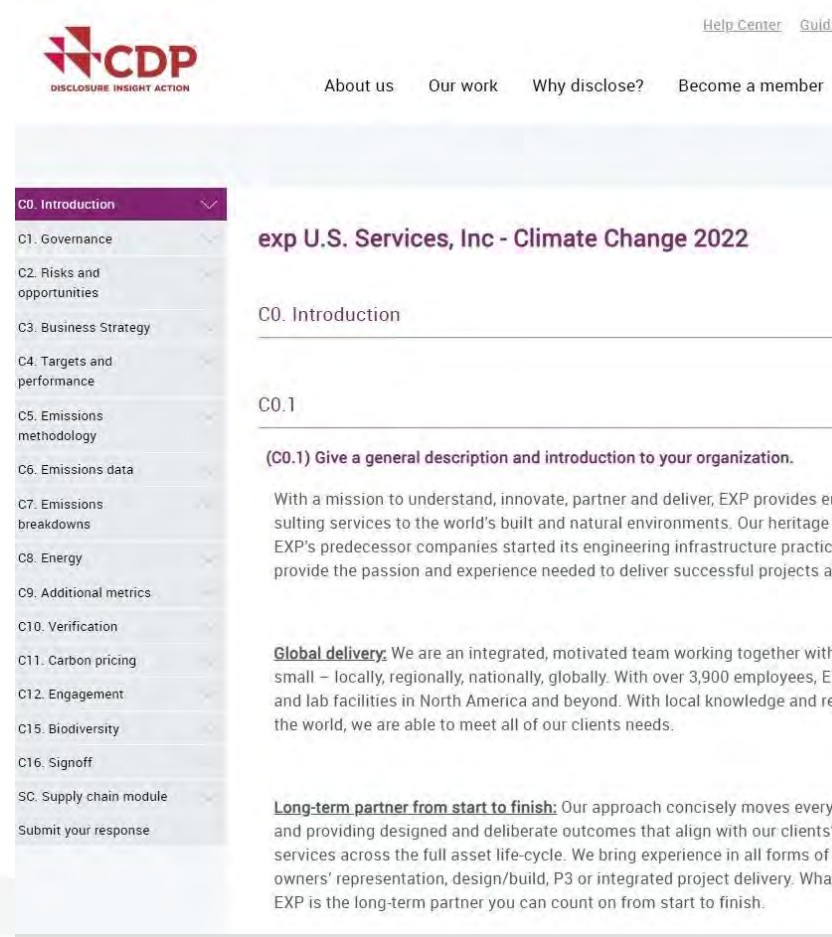 Help Center Guid
CDP
DISCLOSURE INSIGHT ACTION
About us Our work Why disclose? Become a member
C0. Introduction
C1. Governance
C2. Risks and
opportunities
C3. Business Strategy
C4. Targets and
performance
C5. Emissions
methodology
C6. Emissions data
C7. Emissions
breakdowns
C8. Energy
C9. Additional metrics
C10. Verification
C11. Carbon pricing
C12. Engagement
C15. Biodiversity
C16. Signoff
SC. Supply chain module
Submit your response
exp U.S. Services, Inc - Climate Change 2022
C0. Introduction
C0.1
(C0.1) Give a general description and introduction to your organization.
With a mission to understand, innovate, partner and deliver, EXP provides e
sulting services to the world's built and natural environments. Our heritage
EXP's predecessor companies started its engineering infrastructure practic
provide the passion and experience needed to deliver successful projects a
Global delivery: We are an integrated, motivated team working together with
small – locally, regionally, nationally, globally. With over 3,900 employees, E
and lab facilities in North America and beyond. With local knowledge and re
the world, we are able to meet all of our clients needs.
Long-term partner from start to finish: Our approach concisely moves every
and providing designed and deliberate outcomes that align with our clients'
services across the full asset life-cycle. We bring experience in all forms of
owners' representation, design/build, P3 or integrated project delivery. Wha
EXP is the long-term partner you can count on from start to finish.